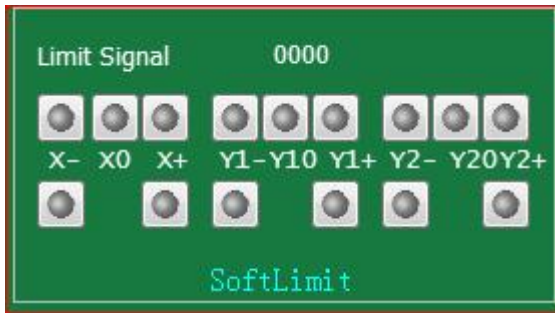 Limit Signal 0000
X- X0 X+ Y1- Y10 Y1+ Y2- Y20 Y2+
SoftLimit